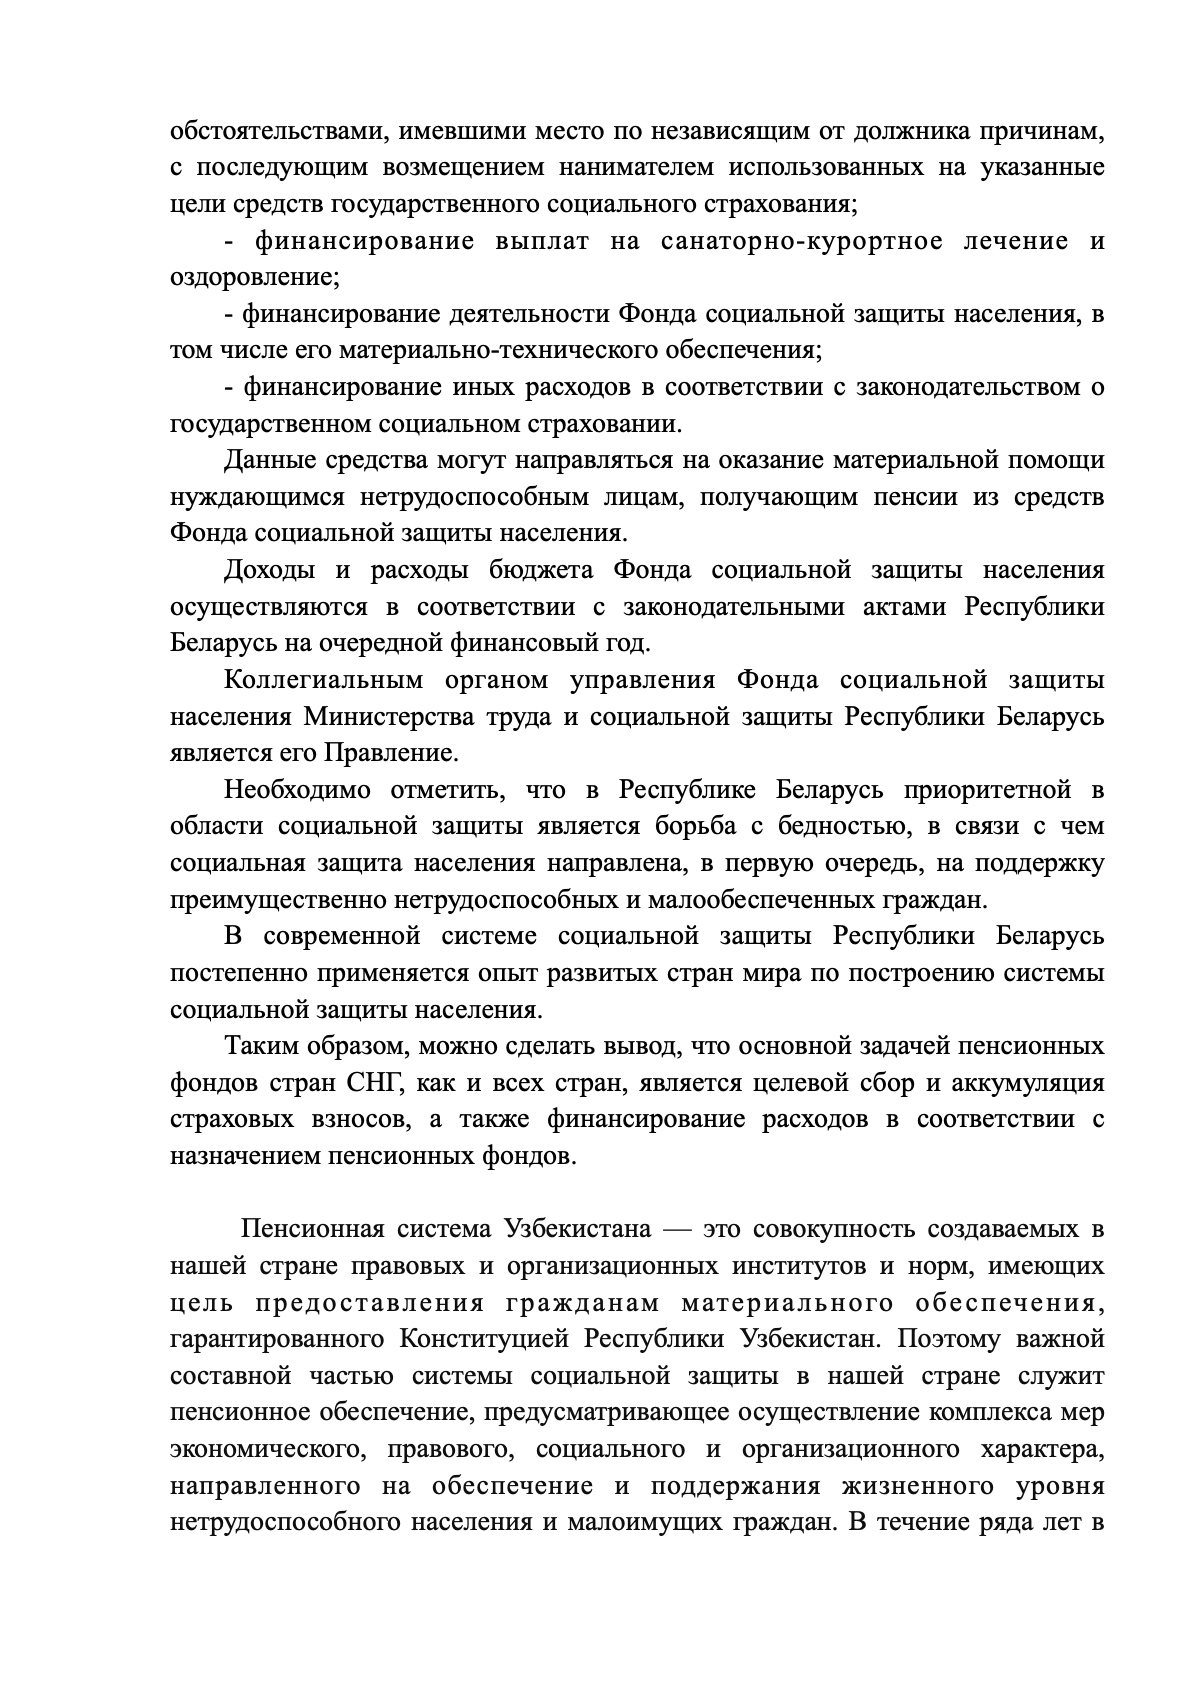 обстоятельствами, имевшими место по независящим от должника причинам,
с последующим возмещением нанимателем использованных на указанные
цели средств государственного социального страхования;
- финансирование выплат на санаторно-курортное лечение и
оздоровление;
- финансирование деятельности Фонда социальной защиты населения, в
том числе его материально-технического обеспечения;
- финансирование иных расходов в соответствии с законодательством о
государственном социальном страховании.
Данные средства могут направляться на оказание материальной помощи
нуждающимся нетрудоспособным лицам, получающим пенсии из средств
Фонда социальной защиты населения.
Доходы и расходы бюджета Фонда социальной защиты населения
осуществляются в соответствии с законодательными актами Республики
Беларусь на очередной финансовый год.
Коллегиальным органом управления Фонда социальной защиты
населения Министерства труда и социальной защиты Республики Беларусь
является его Правление.
Необходимо отметить, что в Республике Беларусь приоритетной в
области социальной защиты является борьба с бедностью, в связи с чем
социальная защита населения направлена, в первую очередь, на поддержку
преимущественно нетрудоспособных и малообеспеченных граждан.
В современной системе социальной защиты Республики Беларусь
постепенно применяется опыт развитых стран мира по построению системы
социальной защиты населения.
Таким образом, можно сделать вывод, что основной задачей пенсионных
фондов стран СНГ, как и всех стран, является целевой сбор и аккумуляция
страховых взносов, а также финансирование расходов в соответствии с
назначением пенсионных фондов.
Пенсионная система Узбекистана — это совокупность создаваемых в
нашей стране правовых и организационных институтов и норм, имеющих
цель предоставления гражданам материального обеспечения,
гарантированного Конституцией Республики Узбекистан. Поэтому важной
составной частью системы социальной защиты в нашей стране служит
пенсионное обеспечение, предусматривающее осуществление комплекса мер
экономического, правового, социального и организационного характера,
направленного на обеспечение и поддержания жизненного уровня
нетрудоспособного населения и малоимущих граждан. В течение ряда лет в